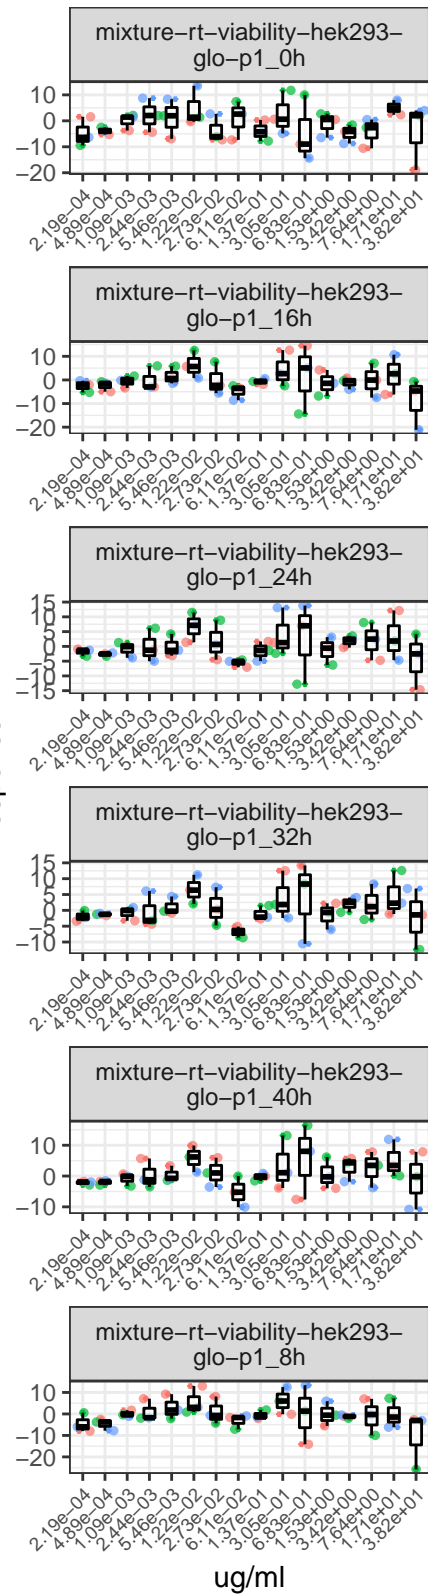 mixture−rt−viability−hek293−
glo−p1_0h
10
0
−10
−20
2.19e−04
4.89e−04
1.09e−03
2.44e−03
5.46e−03
1.22e−02
2.73e−02
6.11e−02
1.37e−01
3.05e−01
6.83e−01
1.53e+00
3.42e+00
7.64e+00
1.71e+01
3.82e+01
mixture−rt−viability−hek293−
glo−p1_16h
10
0
−10
−20
2.19e−04
4.89e−04
1.09e−03
2.44e−03
5.46e−03
1.22e−02
2.73e−02
6.11e−02
1.37e−01
3.05e−01
6.83e−01
1.53e+00
3.42e+00
7.64e+00
1.71e+01
3.82e+01
mixture−rt−viability−hek293−
glo−p1_24h
15
10
5
0
−5
−10
−15
2.19e−04
4.89e−04
1.09e−03
2.44e−03
5.46e−03
1.22e−02
2.73e−02
6.11e−02
1.37e−01
3.05e−01
6.83e−01
1.53e+00
3.42e+00
7.64e+00
1.71e+01
3.82e+01
mixture−rt−viability−hek293−
glo−p1_32h
15
10
5
0
−5
−10
2.19e−04
4.89e−04
1.09e−03
2.44e−03
5.46e−03
1.22e−02
2.73e−02
6.11e−02
1.37e−01
3.05e−01
6.83e−01
1.53e+00
3.42e+00
7.64e+00
1.71e+01
3.82e+01
mixture−rt−viability−hek293−
glo−p1_40h
10
0
−10
2.19e−04
4.89e−04
1.09e−03
2.44e−03
5.46e−03
1.22e−02
2.73e−02
6.11e−02
1.37e−01
3.05e−01
6.83e−01
1.53e+00
3.42e+00
7.64e+00
1.71e+01
3.82e+01
mixture−rt−viability−hek293−
glo−p1_8h
10
0
−10
−20
2.19e−04
4.89e−04
1.09e−03
2.44e−03
5.46e−03
1.22e−02
2.73e−02
6.11e−02
1.37e−01
3.05e−01
6.83e−01
1.53e+00
3.42e+00
7.64e+00
1.71e+01
3.82e+01
ug/ml